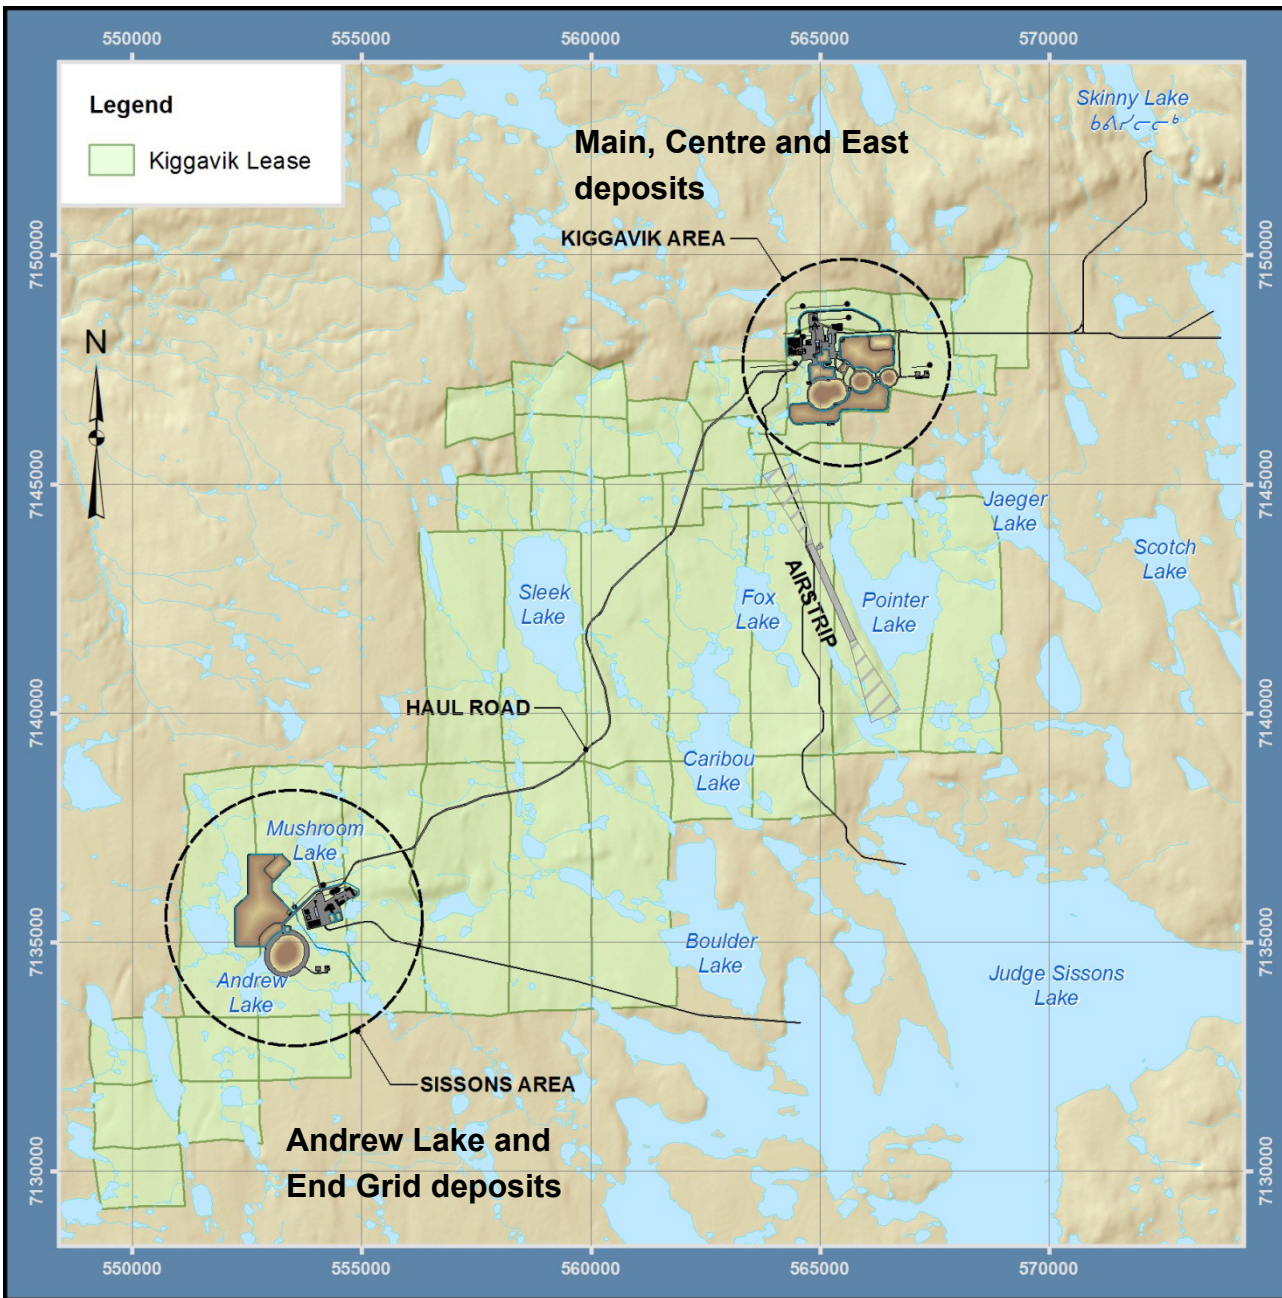 550000 555000 560000 565000 570000
Legend
Kiggavik Lease
Skinny Lake
ᑲᕕᓯᓪᓕᓕᒃ
Main, Centre and East
deposits
KIGGAVIK AREA
7150000 7150000
N
7145000 7145000
Jaeger
Lake
Scotch
Lake
Sleek
Lake
Fox
Lake
AIRSTRIP
Pointer
Lake
HAUL ROAD
7140000 7140000
Caribou
Lake
Mushroom
Lake
7135000 7135000
Boulder
Lake
Andrew
Lake
Judge Sissons
Lake
SISSONS AREA
Andrew Lake and
End Grid deposits
7130000 7130000
550000 555000 560000 565000 570000